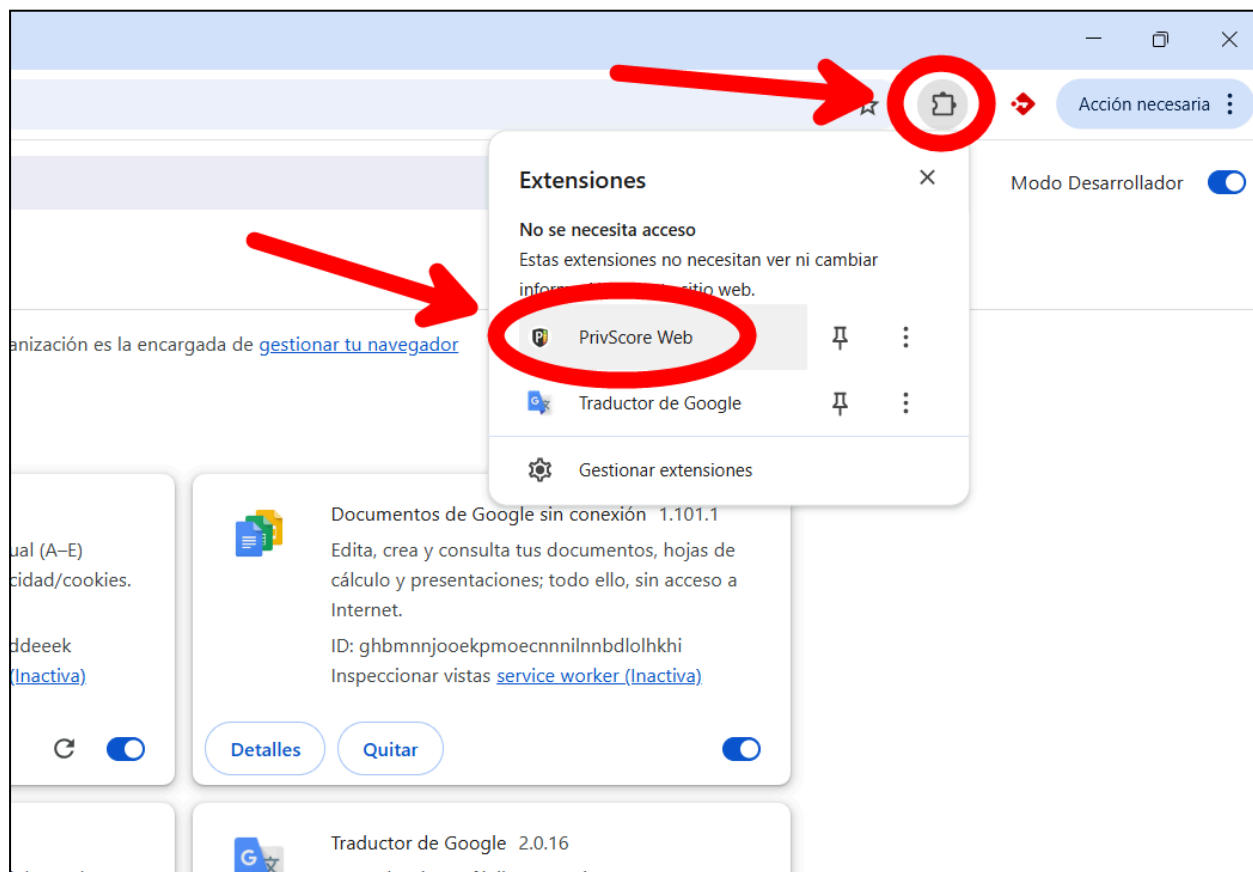 Acción necesaria
Extensiones
Modo Desarrollador
No se necesita acceso
Estas extensiones no necesitan ver ni cambiar
sitio web.
anización es la encargada de gestionar tu navegador
PrivScore Web
Traductor de Google
Gestionar extensiones
ual (A–E)
cidad/cookies.
ddeeek
(Inactiva)
Documentos de Google sin conexión 1.101.1
Edita, crea y consulta tus documentos, hojas de
cálculo y presentaciones; todo ello, sin acceso a
Internet.
ID: ghbmnnjooekpmoecnnnilnnbdlolhkhi
Inspeccionar vistas service worker (Inactiva)
Detalles
Quitar
Traductor de Google 2.0.16